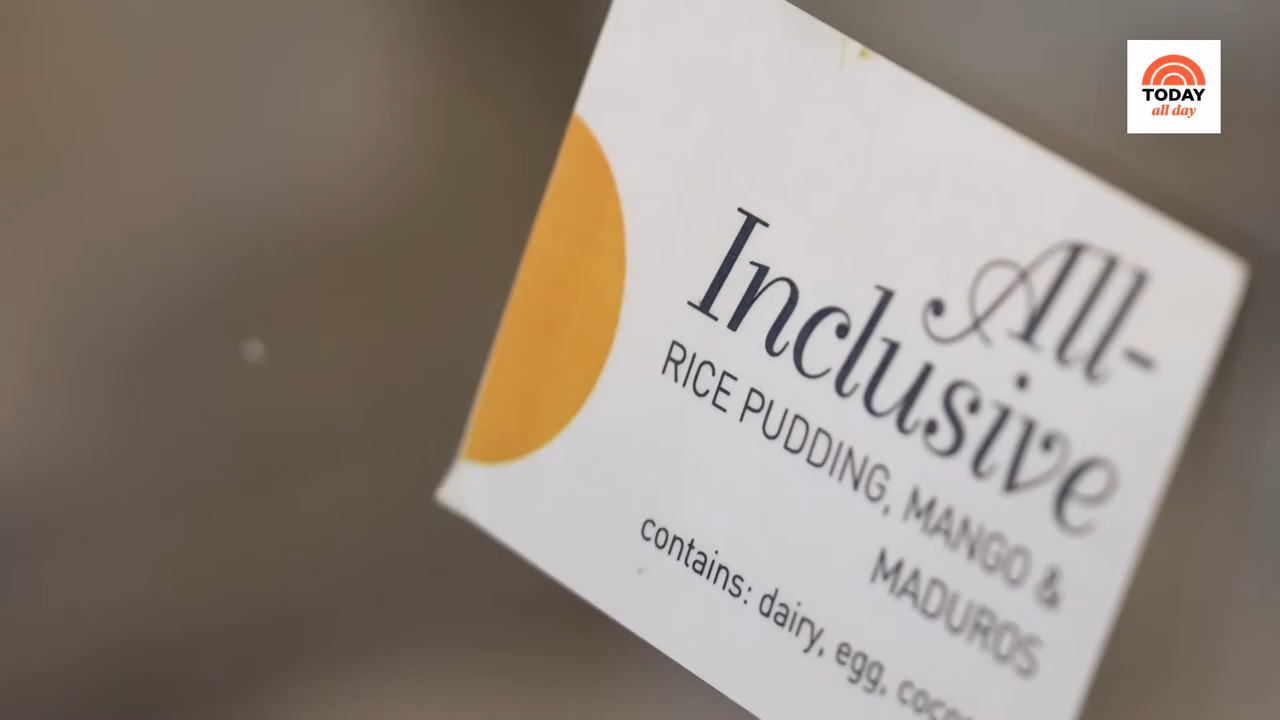 TODAY
all day
All-
Inclusive
RICE PUDDING, MANGO &
MADUROS
contains: dairy, egg,